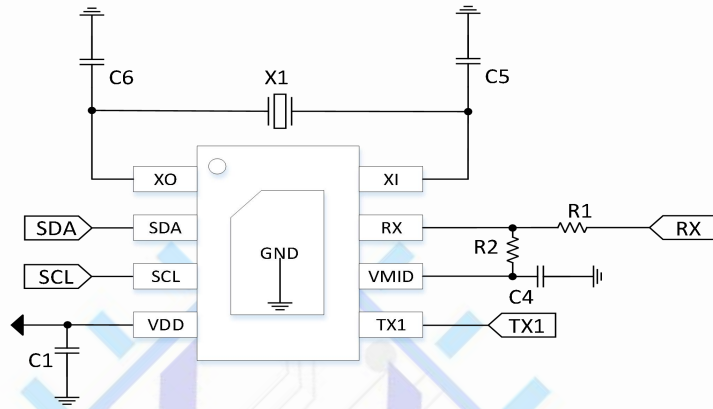 C6
X1
C5
XO
XI
SDA
SDA
RX
R1
RX
R2
GND
SCL
SCL
VMID
C4
VDD
TX1
TX1
C1